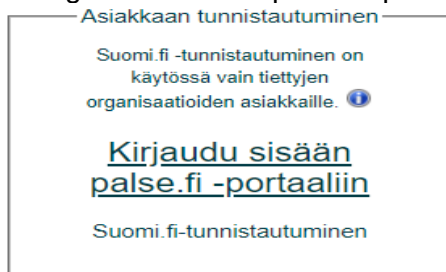 Asiakkaan tunnistautuminen
Suomi.fi -tunnistautuminen on
käytössä vain tiettyjen
organisaatioiden asiakkaille.
Kirjaudu sisään
palse.fi -portaaliin
Suomi.fi-tunnistautuminen